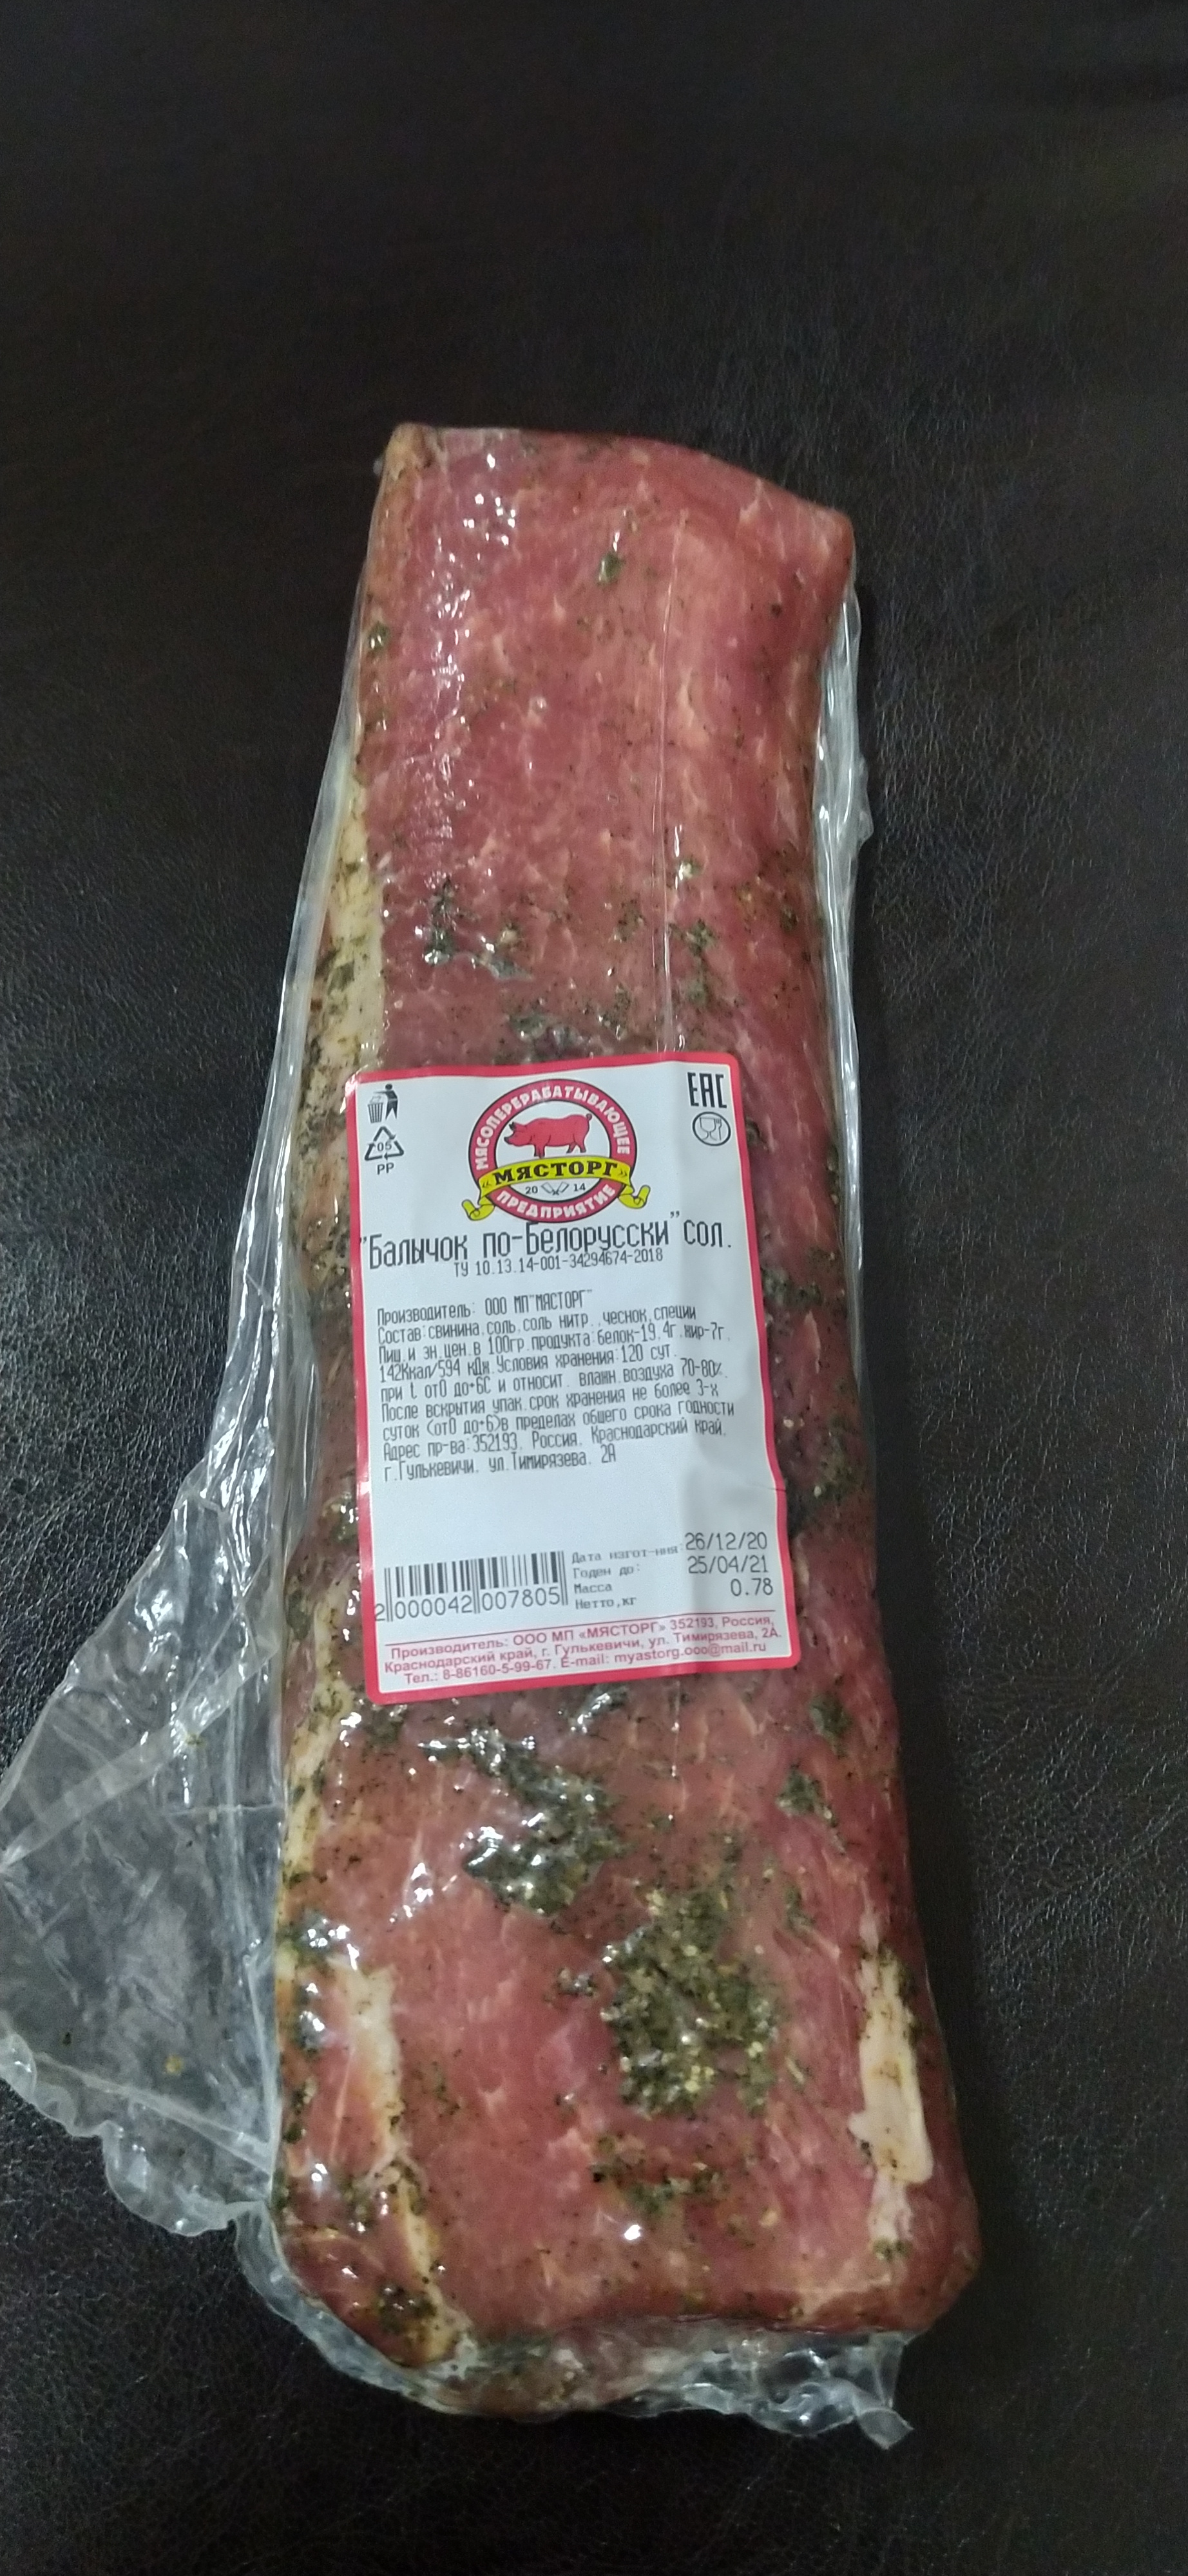 EAC
МЯСОПЕРЕРАБАТЫВАЮЩЕЕ
«МЯСТОРГ»
20 14
ПРЕДПРИЯТИЕ
05
PP
"Балычок по-Белорусски" сол.
ТУ 10.13.14-001-34294674-2018
Производитель: ООО МП"МЯСТОРГ"
Состав:свинина,соль,соль нитр.,чеснок,специи
Пищ.и эн.цен.в 100гр.продукта:белок-19,4г.жир-7г.
142Ккал/594 кДж.Условия хранения:120 сут.
при t от0 до+6С и относит. влажн.воздуха 70-80%.
После вскрытия упак.срок хранения не более 3-х
суток (от0 до+6)в пределах общего срока годности
Адрес пр-ва:352193, Россия, Краснодарский край,
г.Гулькевичи, ул.Тимирязева, 2А
Дата изгот-ния: 26/12/20
Годен до: 25/04/21
Масса 0.78
Нетто,кг
2 000042 007805
Производитель: ООО МП «МЯСТОРГ» 352193, Россия,
Краснодарский край, г. Гулькевичи, ул. Тимирязева, 2А.
Тел.: 8-86160-5-99-67. E-mail: myastorg.ooo@mail.ru